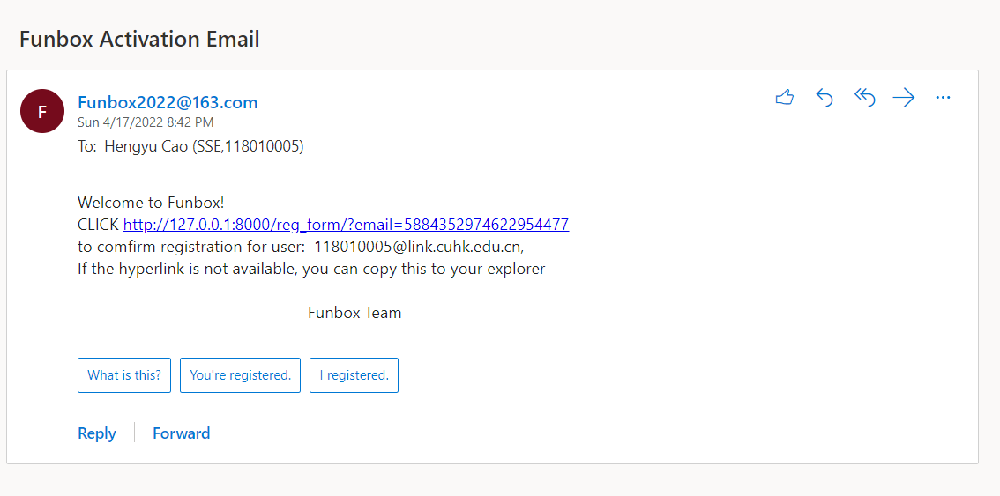 Funbox Activation Email
F
Funbox2022@163.com
Sun 4/17/2022 8:42 PM
To: Hengyu Cao (SSE,118010005)
Welcome to Funbox!
CLICK http://127.0.0.1:8000/reg_form/?email=5884352974622954477
to comfirm registration for user: 118010005@link.cuhk.edu.cn,
If the hyperlink is not available, you can copy this to your explorer
Funbox Team
What is this? You're registered. I registered.
Reply Forward